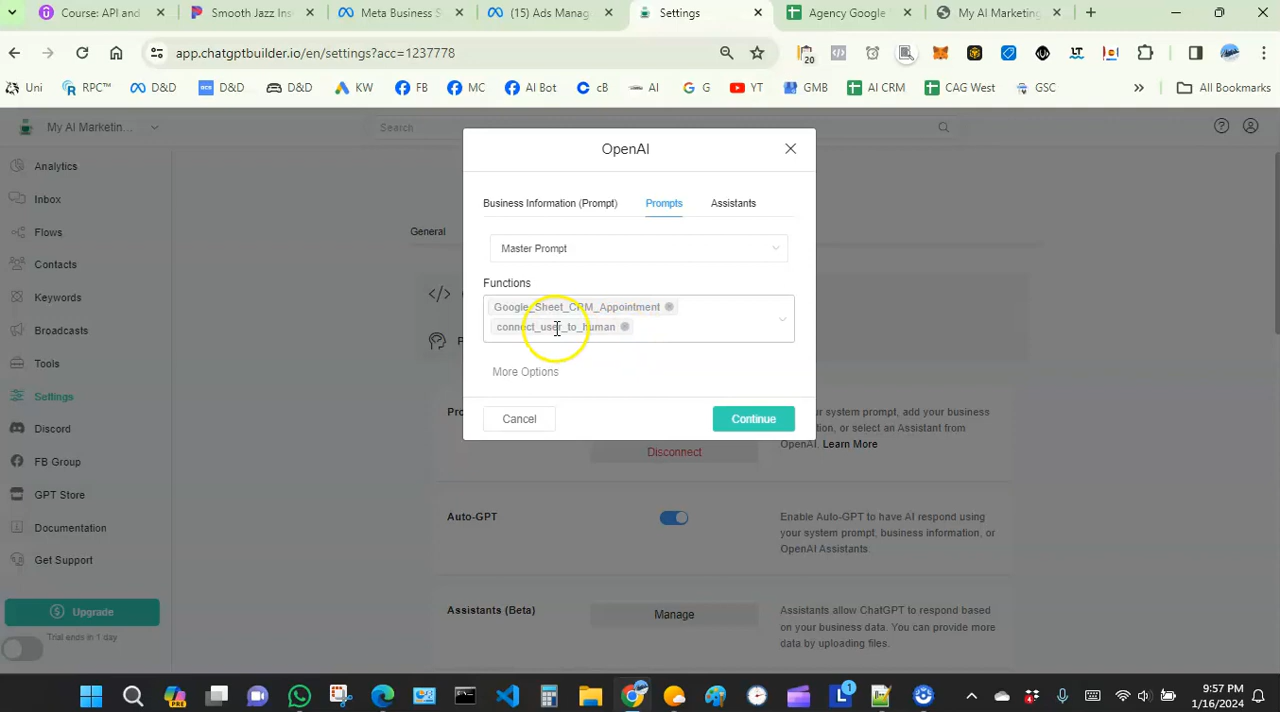 Course: API and
Smooth Jazz Ins
Meta Business S
(15) Ads Manag
Settings
Agency Google
My AI Marketing
app.chatgptbuilder.io/en/settings?acc=1237778
20
Uni
RPC™
D&D
D&D
D&D
KW
FB
MC
AI Bot
cB
AI
G
YT
GMB
AI CRM
CAG West
GSC
All Bookmarks
My AI Marketin...
Search
OpenAI
Analytics
Inbox
Flows
Contacts
Keywords
Broadcasts
Tools
Settings
Discord
FB Group
GPT Store
Documentation
Get Support
Upgrade
Trial ends in 1 day
General
Business Information (Prompt)
Prompts
Assistants
Master Prompt
Functions
Google_Sheet_CRM_Appointment
connect_user_to_human
More Options
Cancel
Continue
Disconnect
ur system prompt, add your business
tion, or select an Assistant from
OpenAI. Learn More
Auto-GPT
Enable Auto-GPT to have AI respond using
your system prompt, business information, or
OpenAI Assistants.
Assistants (Beta)
Manage
Assistants allow ChatGPT to respond based
on your business data. You can provide more
data by uploading files.
9:57 PM
1/16/2024